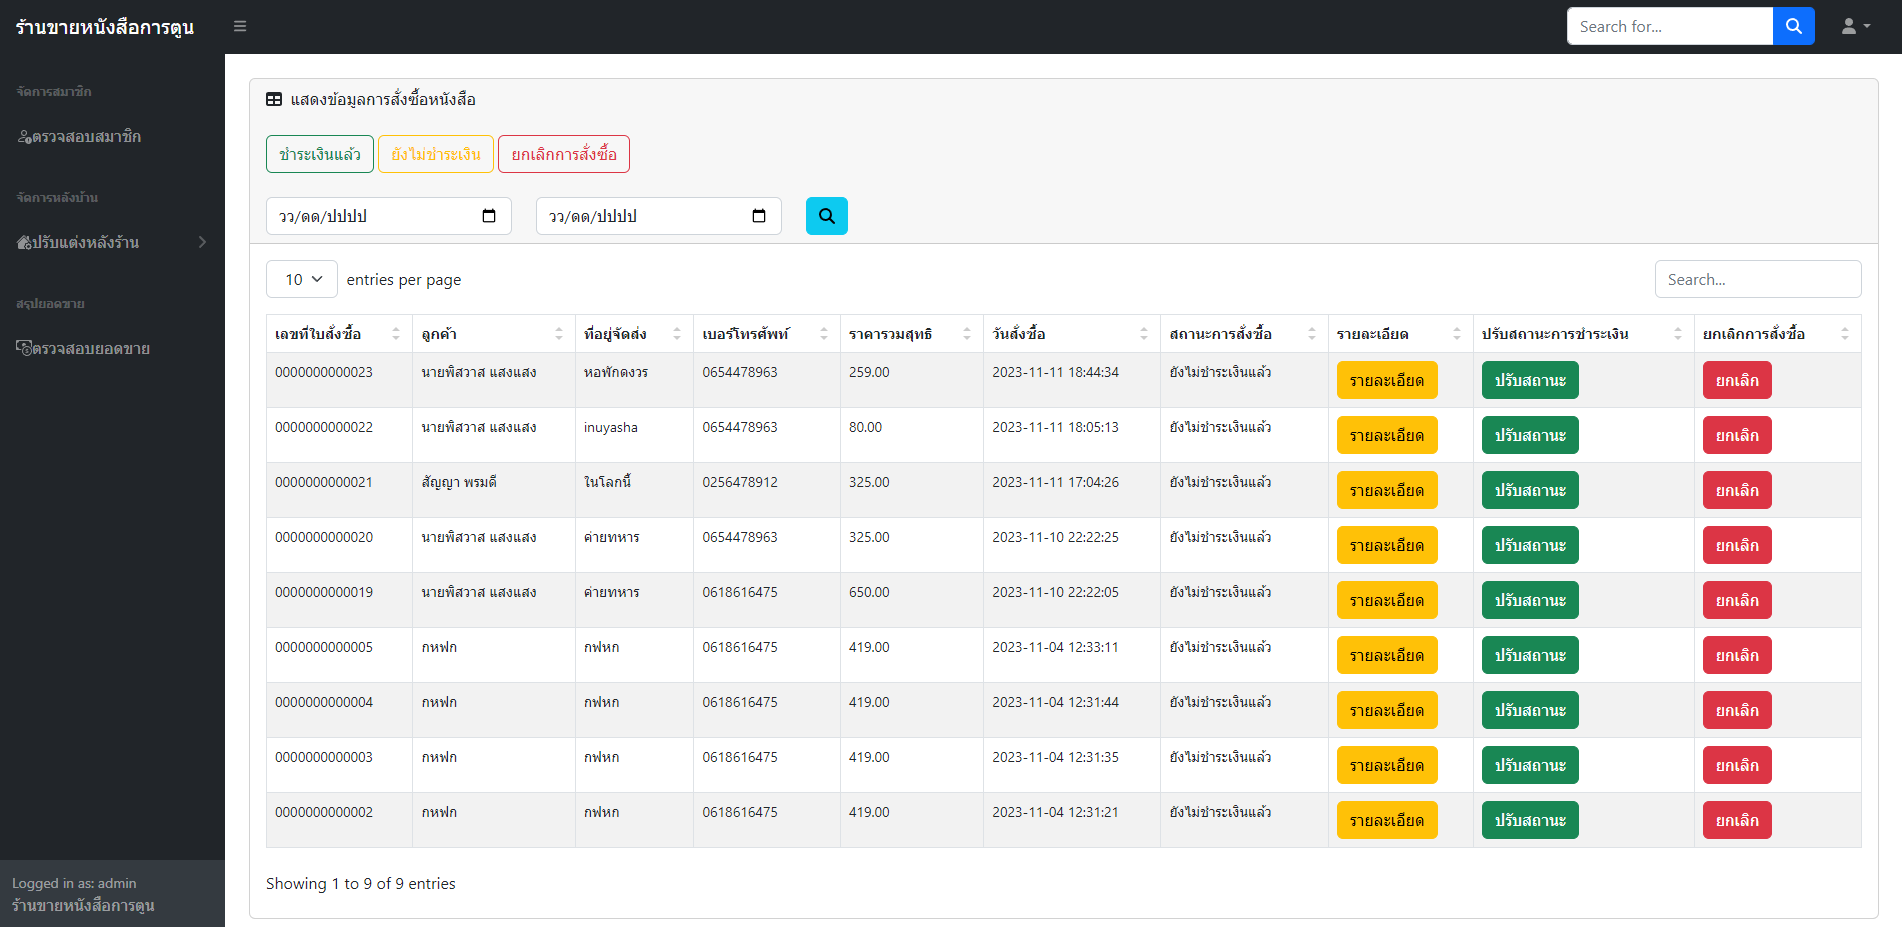 ร้านขายหนังสือการตูน
Search for...
จัดการสมาชิก
ตรวจสอบสมาชิก
จัดการหลังบ้าน
ปรับแต่งหลังร้าน
สรุปยอดขาย
ตรวจสอบยอดขาย
Logged in as: admin
ร้านขายหนังสือการตูน
แสดงข้อมูลการสั่งซื้อหนังสือ
ชำระเงินแล้ว ยังไม่ชำระเงิน ยกเลิกการสั่งซื้อ
วว/ดด/ปปปป วว/ดด/ปปปป
10 entries per page Search...
เลขที่ใบสั่งซื้อ ลูกค้า ที่อยู่จัดส่ง เบอร์โทรศัพท์ ราคารวมสุทธิ วันสั่งซื้อ สถานะการสั่งซื้อ รายละเอียด ปรับสถานะการชำระเงิน ยกเลิกการสั่งซื้อ
0000000000023 นายพิสวาส แสงแสง หอพักดงวร 0654478963 259.00 2023-11-11 18:44:34 ยังไม่ชำระเงินแล้ว รายละเอียด ปรับสถานะ ยกเลิก
0000000000022 นายพิสวาส แสงแสง inuyasha 0654478963 80.00 2023-11-11 18:05:13 ยังไม่ชำระเงินแล้ว รายละเอียด ปรับสถานะ ยกเลิก
0000000000021 สัญญา พรมดี ในโลกนี้ 0256478912 325.00 2023-11-11 17:04:26 ยังไม่ชำระเงินแล้ว รายละเอียด ปรับสถานะ ยกเลิก
0000000000020 นายพิสวาส แสงแสง ค่ายทหาร 0654478963 325.00 2023-11-10 22:22:25 ยังไม่ชำระเงินแล้ว รายละเอียด ปรับสถานะ ยกเลิก
0000000000019 นายพิสวาส แสงแสง ค่ายทหาร 0618616475 650.00 2023-11-10 22:22:05 ยังไม่ชำระเงินแล้ว รายละเอียด ปรับสถานะ ยกเลิก
0000000000005 กหฟก กฟหก 0618616475 419.00 2023-11-04 12:33:11 ยังไม่ชำระเงินแล้ว รายละเอียด ปรับสถานะ ยกเลิก
0000000000004 กหฟก กฟหก 0618616475 419.00 2023-11-04 12:31:44 ยังไม่ชำระเงินแล้ว รายละเอียด ปรับสถานะ ยกเลิก
0000000000003 กหฟก กฟหก 0618616475 419.00 2023-11-04 12:31:35 ยังไม่ชำระเงินแล้ว รายละเอียด ปรับสถานะ ยกเลิก
0000000000002 กหฟก กฟหก 0618616475 419.00 2023-11-04 12:31:21 ยังไม่ชำระเงินแล้ว รายละเอียด ปรับสถานะ ยกเลิก
Showing 1 to 9 of 9 entries